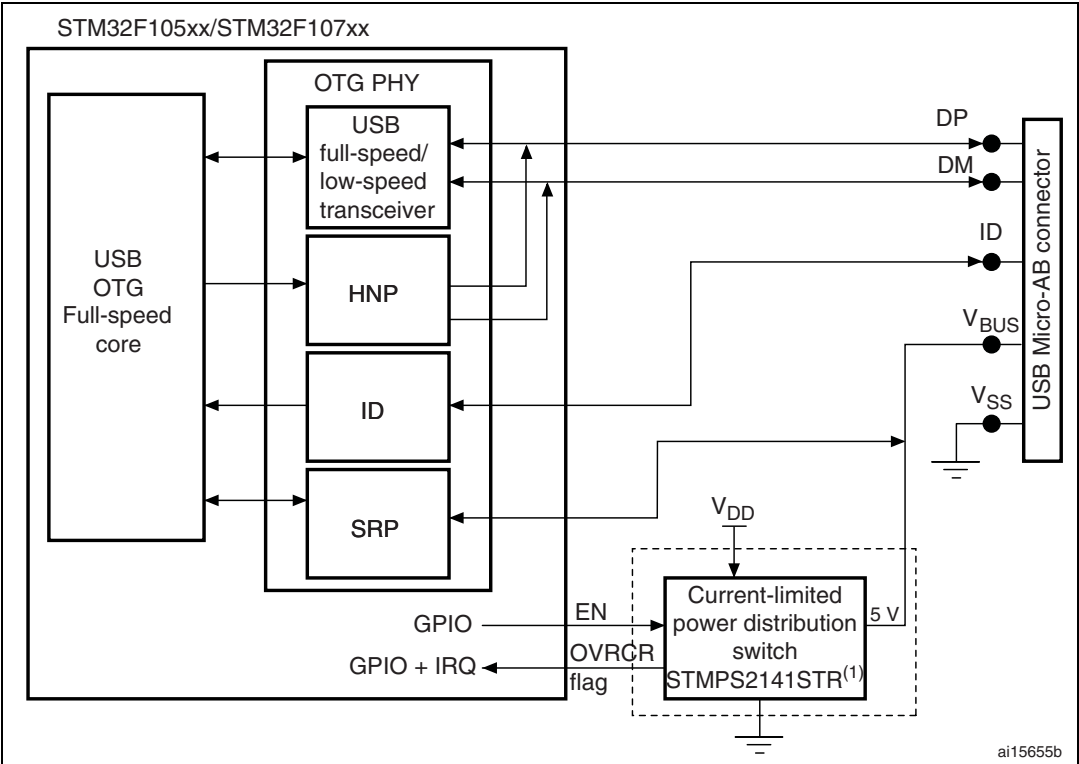 STM32F105xx/STM32F107xx
OTG PHY
USB
full-speed/
low-speed
transceiver
USB
OTG
Full-speed
core
HNP
ID
SRP
DP
DM
ID
VBUS
VSS
USB Micro-AB connector
VDD
Current-limited
power distribution
switch
STMPS2141STR(1)
5 V
GPIO
EN
GPIO + IRQ
OVRCR
flag
ai15655b